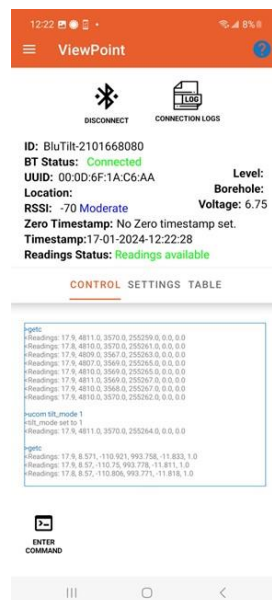 12:22
8%
ViewPoint
?
LOG
DISCONNECT
CONNECTION LOGS
ID: BluTilt-2101668080
BT Status: Connected
UUID: 00:0D:6F:1A:C6:AA
Level:
Location:
Borehole:
RSSI: -70 Moderate
Voltage: 6.75
Zero Timestamp: No Zero timestamp set.
Timestamp:17-01-2024-12:22:28
Readings Status: Readings available
CONTROL SETTINGS TABLE
>getc
<Readings: 17.9, 4811.0, 3570.0, 255259.0, 0.0, 0.0
<Readings: 17.8, 4810.0, 3570.0, 255261.0, 0.0, 0.0
<Readings: 17.9, 4809.0, 3567.0, 255263.0, 0.0, 0.0
<Readings: 17.9, 4807.0, 3569.0, 255265.0, 0.0, 0.0
<Readings: 17.9, 4810.0, 3569.0, 255265.0, 0.0, 0.0
<Readings: 17.9, 4811.0, 3569.0, 255267.0, 0.0, 0.0
<Readings: 17.9, 4810.0, 3568.0, 255267.0, 0.0, 0.0
<Readings: 17.9, 4810.0, 3570.0, 255262.0, 0.0, 0.0
>ucom tilt_mode 1
<tilt_mode set to 1
<Readings: 17.9, 4811.0, 3570.0, 255264.0, 0.0, 0.0
>getc
<Readings: 17.9, 8.571, -110.921, 993.758, -11.833, 1.0
<Readings: 17.9, 8.57, -110.75, 993.778, -11.811, 1.0
<Readings: 17.8, 8.57, -110.806, 993.771, -11.818, 1.0
ENTER
COMMAND